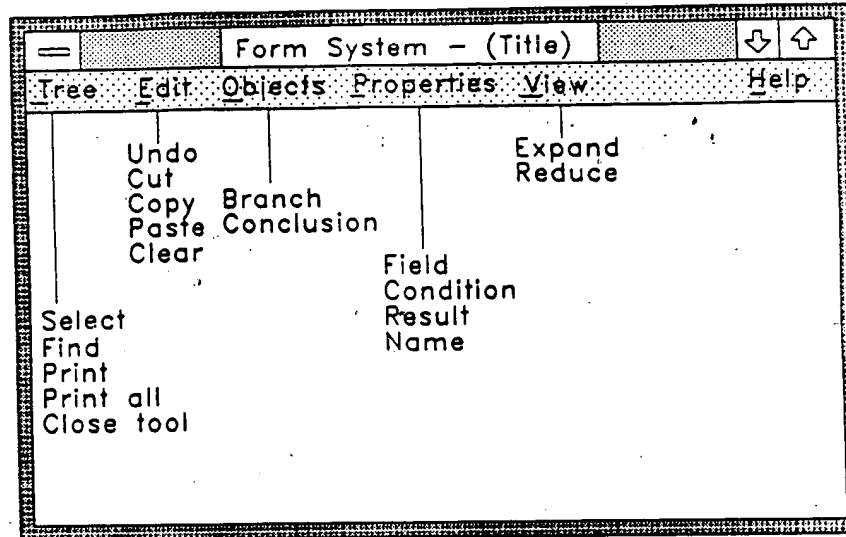 Form System - (Title)
Tree Edit Objects Properties View Help
Undo
Cut
Copy
Paste
Clear
Branch
Conclusion
Expand
Reduce
Field
Condition
Result
Name
Select
Find
Print
Print all
Close tool